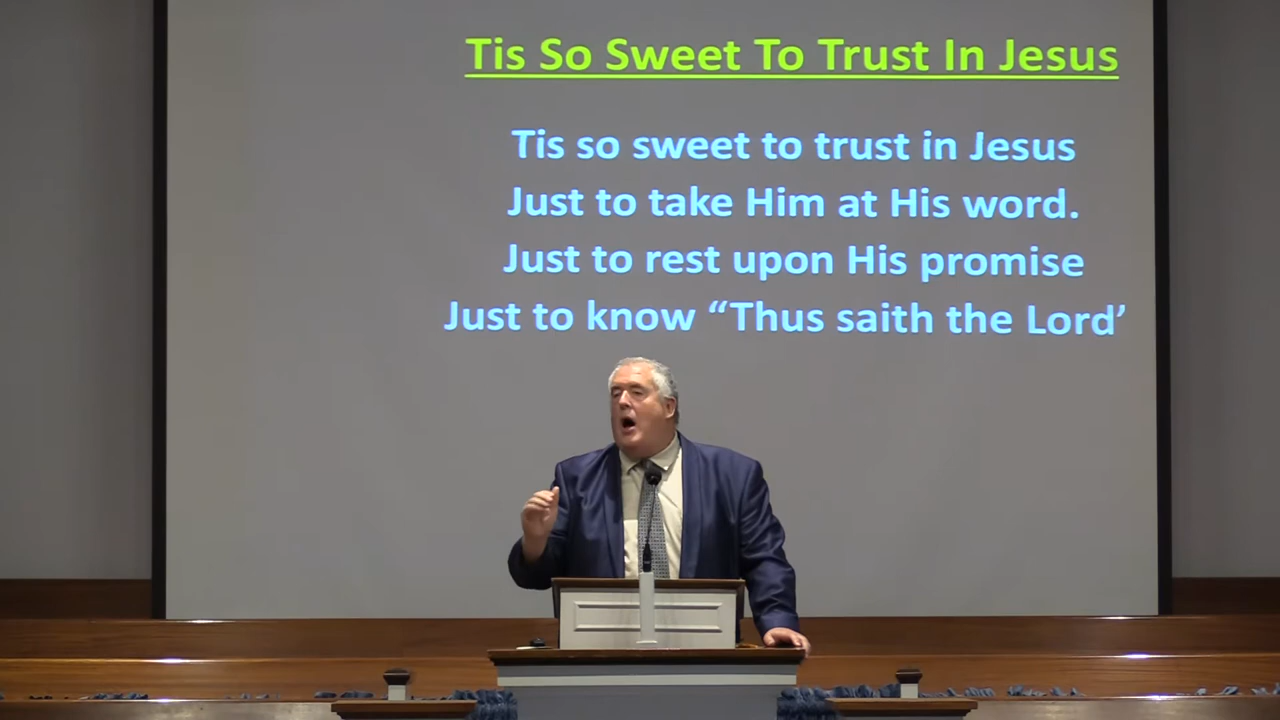 Tis So Sweet To Trust In Jesus
Tis so sweet to trust in Jesus
Just to take Him at His word.
Just to rest upon His promise
Just to know “Thus saith the Lord’